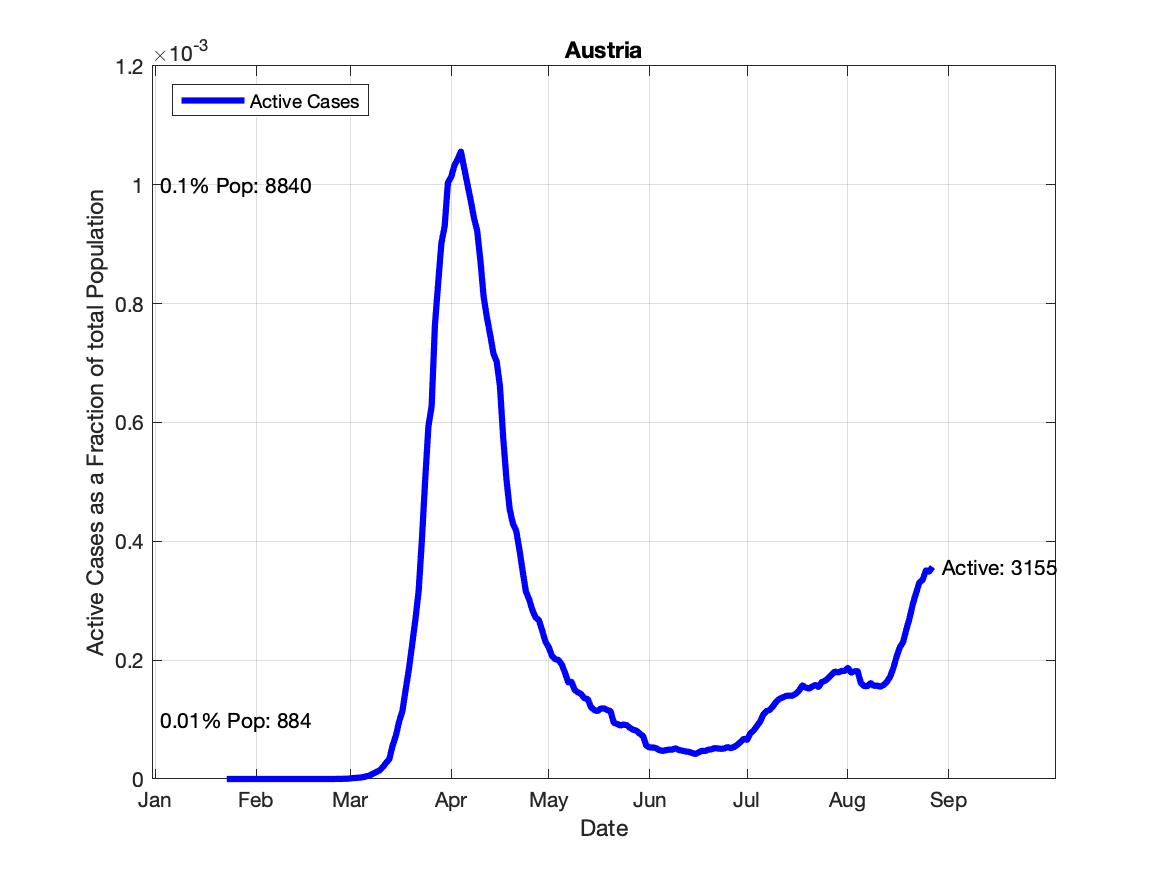 Austria
×10-3
1.2
1
0.8
0.6
0.4
0.2
0
Active Cases as a Fraction of total Population
Active Cases
0.1% Pop: 8840
Active: 3155
0.01% Pop: 884
Jan Feb Mar Apr May Jun Jul Aug Sep
Date